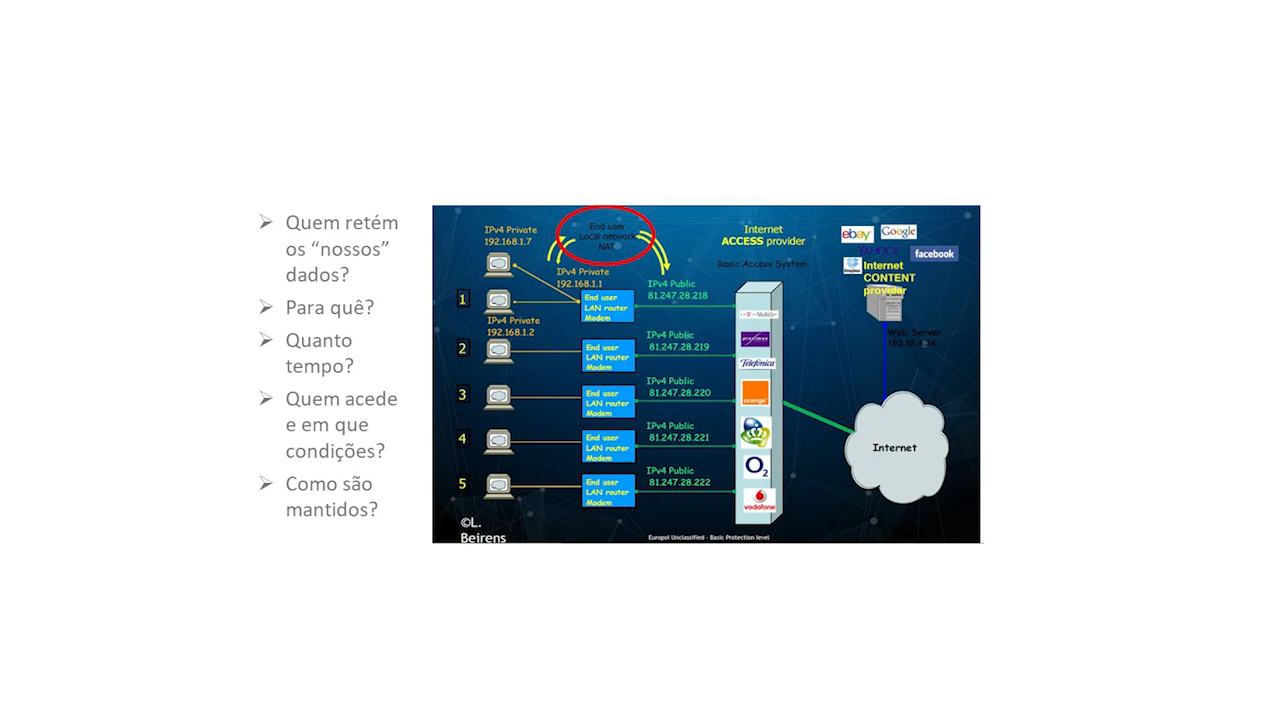 Quem retém
os “nossos”
dados?
Para quê?
Quanto
tempo?
Quem acede
e em que
condições?
Como são
mantidos?
IPv4 Private
192.168.1.7
End user
Local network
NAT
IPv4 Private
192.168.1.1
Internet
ACCESS provider
Basic Access System
ebay
Google
YAHOO!
facebook
Dropbox
Internet
CONTENT
provider
Web Server
1
IPv4 Private
192.168.1.2
End user
LAN router
Modem
IPv4 Public
81.247.28.218
2
End user
LAN router
Modem
IPv4 Public
81.247.28.219
3
End user
LAN router
Modem
IPv4 Public
81.247.28.220
4
End user
LAN router
Modem
IPv4 Public
81.247.28.221
5
End user
LAN router
Modem
IPv4 Public
81.247.28.222
T Mobile
proximus
Telefónica
orange
O2
vodafone
Internet
©L.
Beirens
Europol Unclassified - Basic Protection level